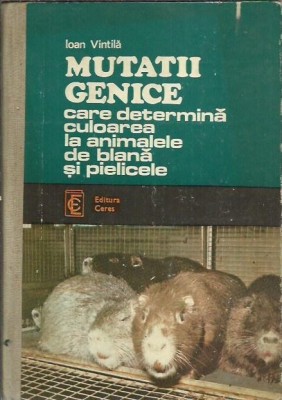 Ioan Vintilă
MUTATII
GENICE
care determină
culoarea
la animalele
de blană
și pielicele
Editura
Ceres